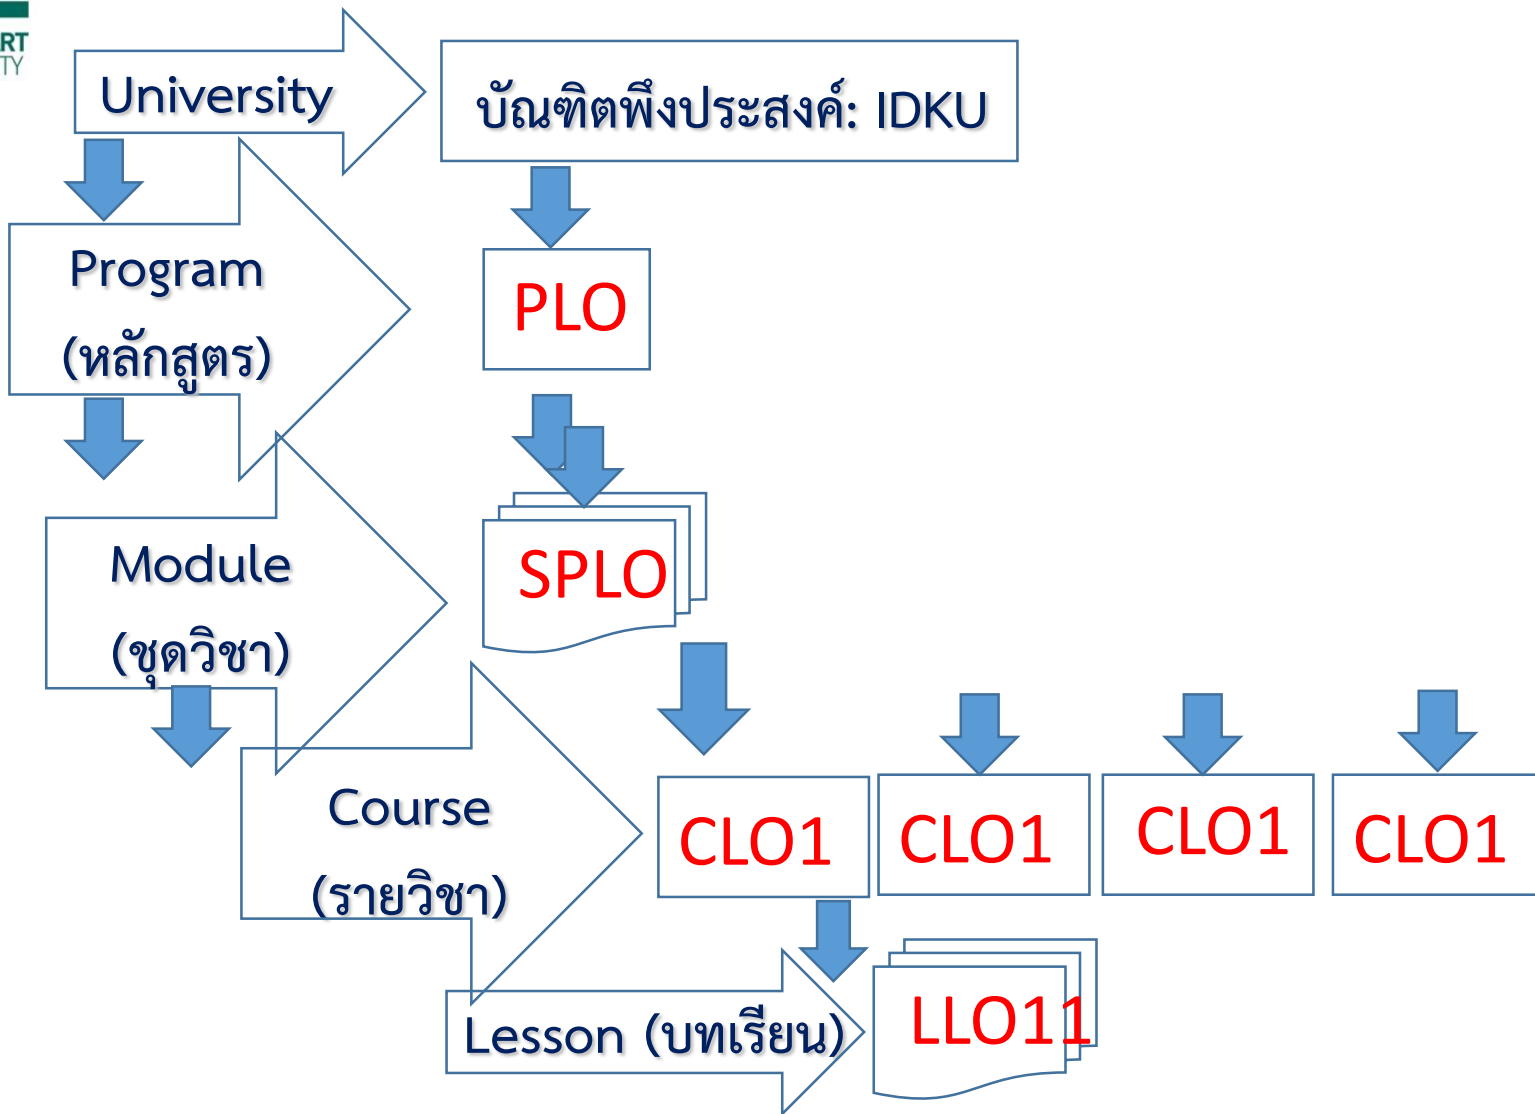 RT
TY
University
บัณฑิตพึงประสงค์: IDKU
Program
(หลักสูตร)
PLO
Module
(ชุดวิชา)
SPLO
Course
(รายวิชา)
CLO1
CLO1
CLO1
CLO1
Lesson (บทเรียน)
LLO11